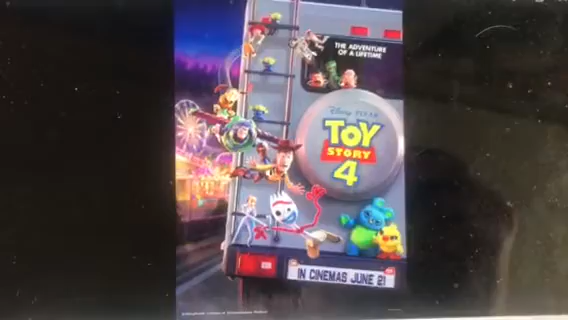 THE ADVENTURE
OF A LIFETIME
Disney PIXAR
TOY
STORY
4
IN CINEMAS JUNE 21